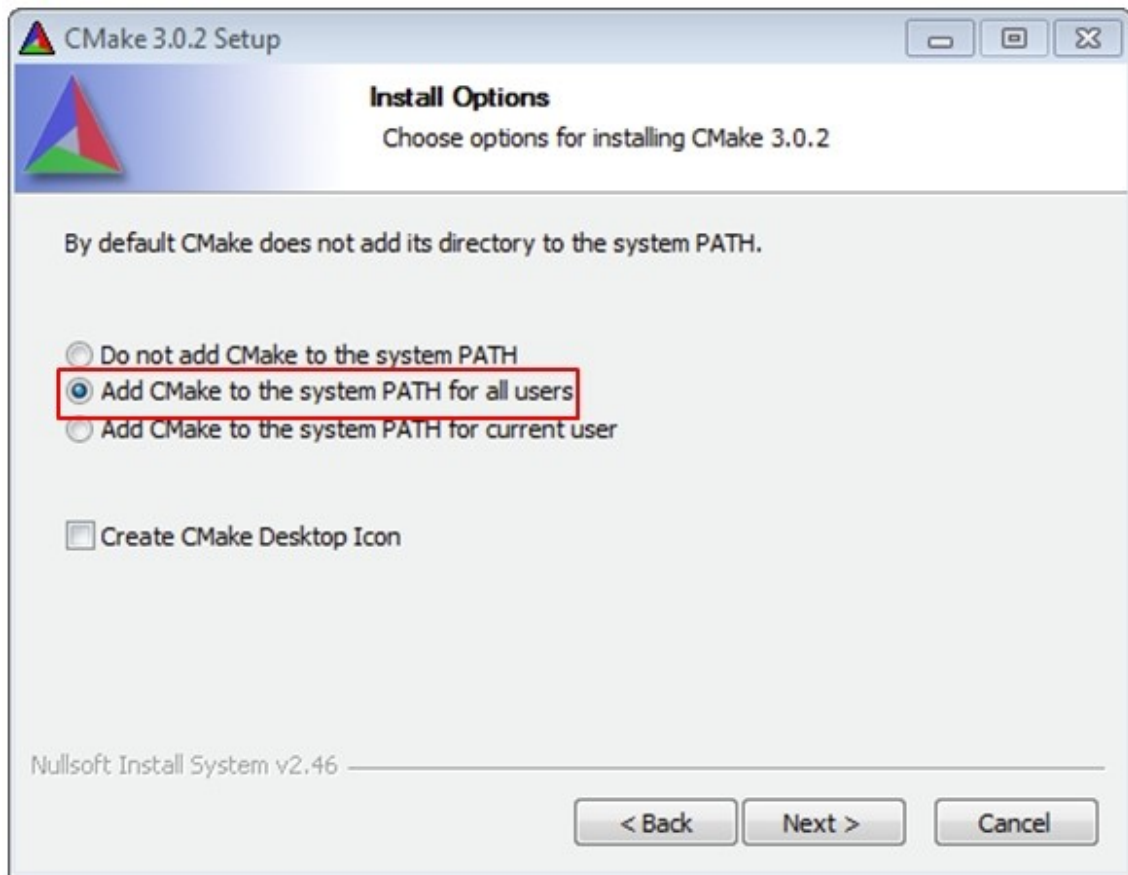 CMake 3.0.2 Setup
Install Options
Choose options for installing CMake 3.0.2
By default CMake does not add its directory to the system PATH.
Do not add CMake to the system PATH
Add CMake to the system PATH for all users
Add CMake to the system PATH for current user
Create CMake Desktop Icon
Nullsoft Install System v2.46
< Back Next > Cancel